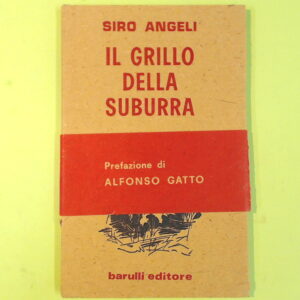 SIRO ANGELI
IL GRILLO
DELLA
SUBURRA
Prefazione di
ALFONSO GATTO
barulli editore